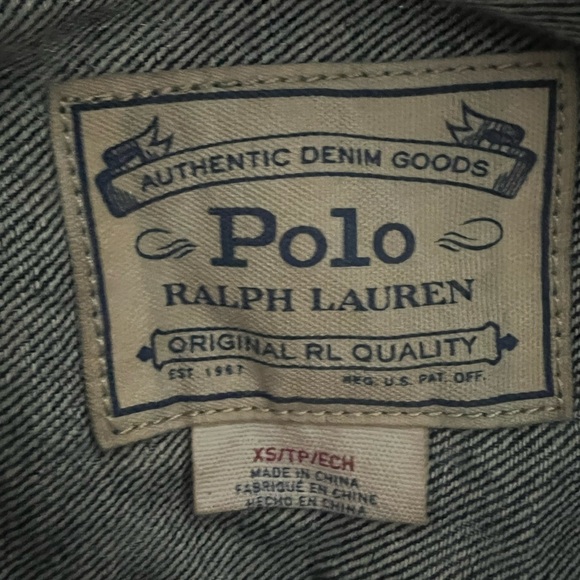 AUTHENTIC DENIM GOODS
Polo
RALPH LAUREN
ORIGINAL RL QUALITY
EST. 1967 REG. U.S. PAT. OFF.
XS/TP/ECH
MADE IN CHINA
FABRIQUÉ EN CHINE
HECHO EN CHINA